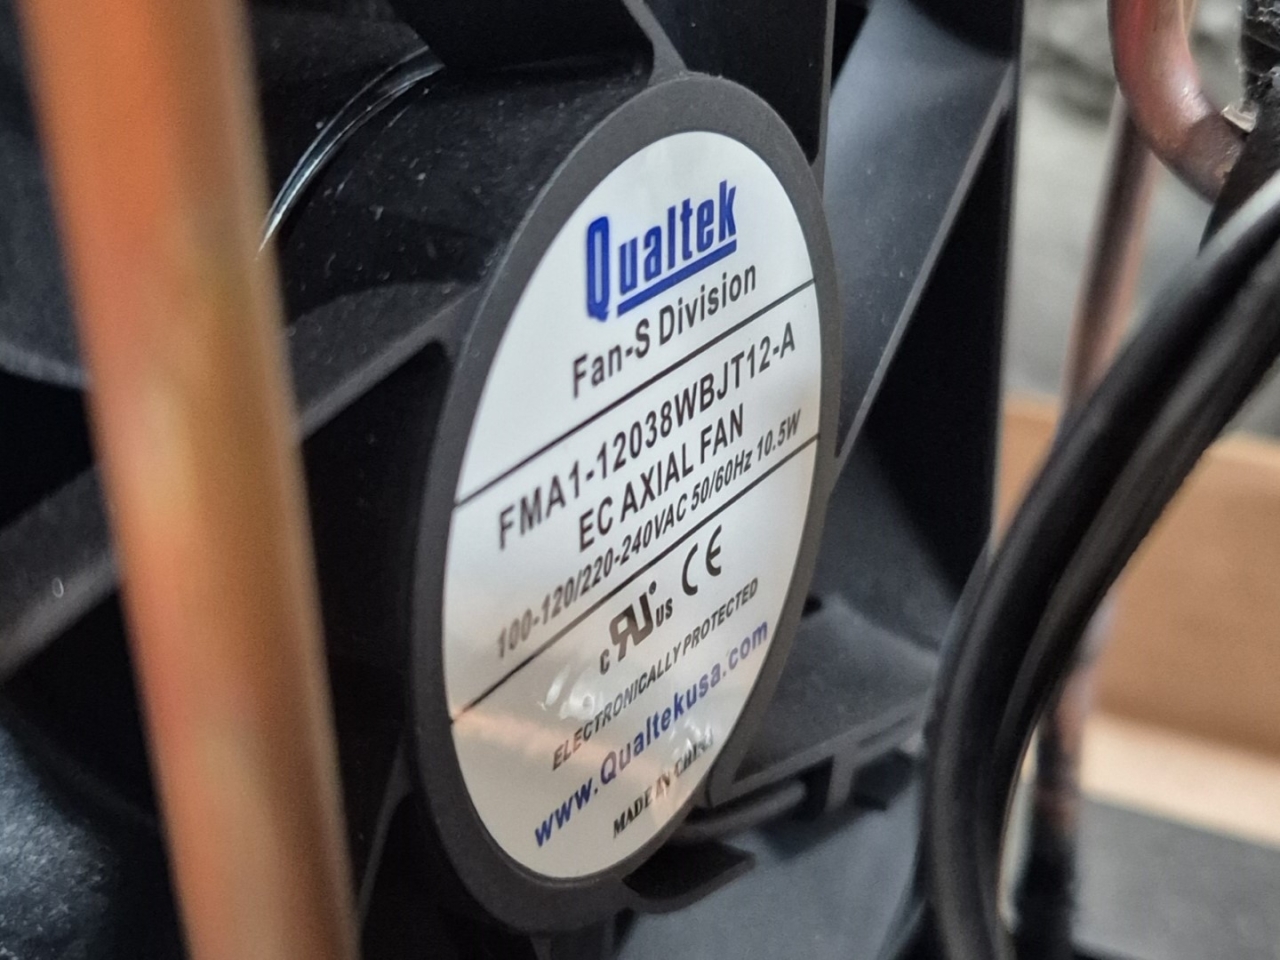 Qualtek
Fan-S Division
FMA1-12038WBJT12-A
EC AXIAL FAN
100-120/220-240VAC 50/60Hz 10.5W
c RU us CE
ELECTRONICALLY PROTECTED
www.Qualtekusa.com
MADE IN CHINA